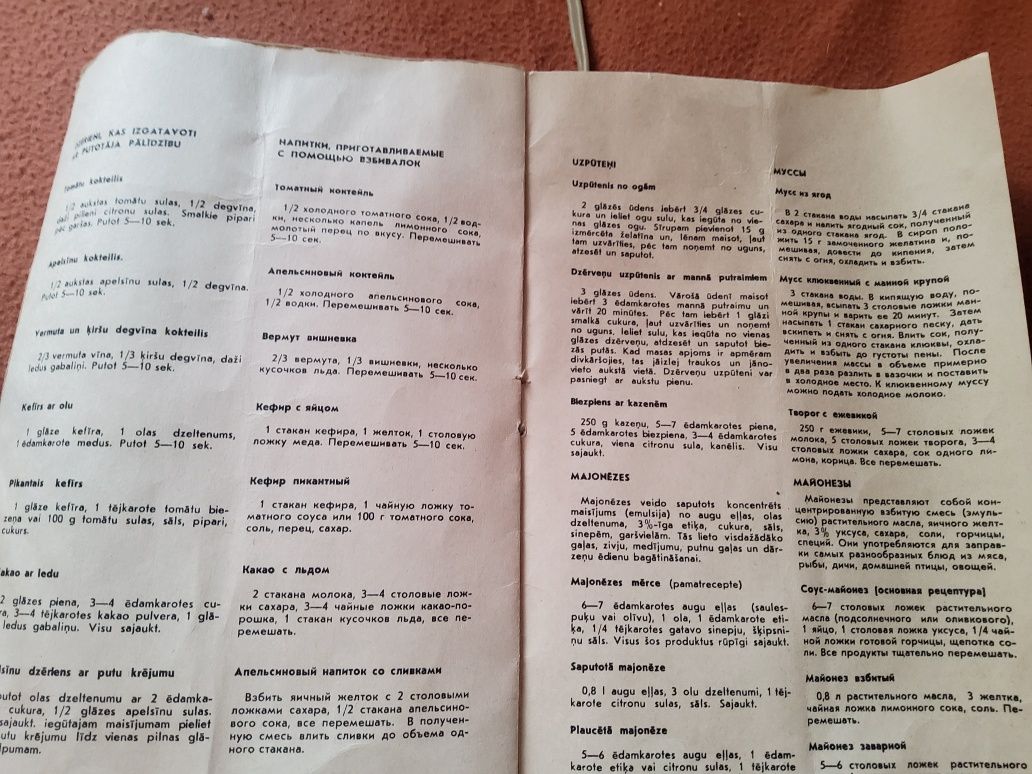 KAS IZGATAVOTI
PUTOTĀJA PALĪDZĪBU
Tomātu kokteilis
1/2 aukstas tomātu sulas, 1/2 degvīna,
daži pilieni citronu sulas. Smalkie pipari
pēc garšas. Putot 5—10 sek.
Apelsīnu kokteilis.
1/2 aukstas apelsīnu sulas, 1/2 degvīna.
Putot 5—10 sek.
Vermuta un ķiršu degvīna kokteilis
2/3 vermuta vīna, 1/3 ķiršu degvīna, daži
ledus gabaliņi. Putot 5—10 sek.
Kefīrs ar olu
1 glāze kefīra, 1 olas dzeltenums,
1 ēdamkarote medus. Putot 5—10 sek.
Pikantais kefīrs
1 glāze kefīra, 1 tējkarote tomātu bie-
zeņa vai 100 g tomātu sulas, sāls, pipari,
cukurs.
akao ar ledu
2 glāzes piena, 3—4 ēdamkarotes cu-
ra, 3—4 tējkarotes kakao pulvera, 1 glā-
ledus gabaliņu. Visu sajaukt.
lsīnu dzēriens ar putu krējumu
utot olas dzeltenumu ar 2 ēdamka-
cukura, 1/2 glāzes apelsīnu sulas.
sajaukt. iegūtajam maisījumam pieliet
utu krējumu līdz vienas pilnas glā-
lpumam.
НАПИТКИ, ПРИГОТАВЛИВАЕМЫЕ
С ПОМОЩЬЮ ВЗБИВАЛОК
Томатный коктейль
1/2 холодного томатного сока, 1/2 вод-
ки, несколько капель лимонного сока,
молотый перец по вкусу. Перемешивать
5—10 сек.
Апельсиновый коктейль
1/2 холодного апельсинового сока,
1/2 водки. Перемешивать 5—10 сек.
Вермут вишневка
2/3 вермута, 1/3 вишневки, несколько
кусочков льда. Перемешивать 5—10 сек.
Кефир с яйцом
1 стакан кефира, 1 желток, 1 столовую
ложку меда. Перемешивать 5—10 сек.
Кефир пикантный
1 стакан кефира, 1 чайную ложку то-
матного соуса или 100 г томатного сока,
соль, перец, сахар.
Какао с льдом
2 стакана молока, 3—4 столовые лож-
ки сахара, 3—4 чайные ложки какао-по-
рошка, 1 стакан кусочков льда, все пе-
ремешать.
Апельсиновый напиток со сливками
Взбить яичный желток с 2 столовыми
ложками сахара, 1/2 стакана апельсино-
вого сока, все перемешать. В получен-
ную смесь влить сливки до объема од-
ного стакана.
UZPŪTEŅI
Uzpūtenis no ogām
2 glāzēs ūdens iebērt 3/4 glāzes cu-
kura un ieliet ogu sulu, kas iegūta no vie-
nas glāzes ogu. Sīrupam pievienot 15 g
izmērcēta želatīna un, lēnam maisot, ļaut
tam uzvārīties, pēc tam noņemt no uguns,
atdzesēt un saputot.
Dzērveņu uzpūtenis ar mannā putraimiem
3 glāzes ūdens. Vārošā ūdenī maisot
iebērt 3 ēdamkarotes mannā putraimu un
vārīt 20 minūtes. Pēc tam iebērt 1 glāzi
smalkā cukura, ļaut uzvārīties un noņemt
no uguns. Ieliet sulu, kas iegūta no vienas
glāzes dzērveņu, atdzesēt un saputot bie-
zās putās. Kad masas apjoms ir apmēram
divkāršojies, tas jāizlej traukos un jāno-
vieto aukstā vietā. Dzērveņu uzpūteni var
pasniegt ar aukstu pienu.
Biezpiens ar kazenēm
250 g kazeņu, 5—7 ēdamkarotes piena,
5 ēdamkarotes biezpiena, 3—4 ēdamkarotes
cukura, viena citrona sula, kanēlis. Visu
sajaukt.
MAJONĒZES
Majonēzes veido saputots koncentrēts
maisījums (emulsija) no augu eļļas, olas
dzeltenuma, 3%-īga etiķa, cukura, sāls,
sinepēm, garšvielām. Tās lieto visdažādāko
gaļas, zivju, medījumu, putnu gaļas un dār-
zeņu ēdienu bagātināšanai.
Majonēzes mērce (pamatrecepte)
6—7 ēdamkarotes augu eļļas (saules-
puķu vai olīvu), 1 ola, 1 ēdamkarote eti-
ķa, 1/4 tējkarotes gatavo sinepju, šķipsni-
ņu sāls. Visus šos produktus rūpīgi sajaukt.
Saputotā majonēze
0,8 l augu eļļas, 3 olu dzeltenumi, 1 tēj-
karote citronu sulas, sāls. Sajaukt.
Plaucētā majonēze
5—6 ēdamkarotes augu eļļas, 1 ēdam-
karote etiķa vai citronu sulas, 1 tējkarote
МУССЫ
Мусс из ягод
В 2 стакана воды насыпать 3/4 стакана
сахара и налить ягодный сок, полученный
из одного стакана ягод. В сироп поло-
жить 15 г замоченного желатина и, по-
мешивая, довести до кипения, затем
снять с огня, охладить и взбить.
Мусс клюквенный с манной крупой
3 стакана воды. В кипящую воду, по-
мешивая, всыпать 3 столовые ложки ман-
ной крупы и варить ее 20 минут. Затем
насыпать 1 стакан сахарного песку, дать
вскипеть и снять с огня. Влить сок, полу-
ченный из одного стакана клюквы, охла-
дить и взбить до густоты пены. После
увеличения массы в объеме примерно
в два раза разлить в вазочки и поставить
в холодное место. К клюквенному муссу
можно подать холодное молоко.
Творог с ежевикой
250 г ежевики, 5—7 столовых ложек
молока, 5 столовых ложек творога, 3—4
столовых ложки сахара, сок одного ли-
мона, корица. Все перемешать.
МАЙОНЕЗЫ
Майонезы представляют собой кон-
центрированную взбитую смесь (эмуль-
сию) растительного масла, яичного желт-
ка, 3% уксуса, сахара, соли, горчицы,
специй. Они употребляются для заправ-
ки самых разнообразных блюд из мяса,
рыбы, дичи, домашней птицы, овощей.
Соус-майонез [основная рецептура]
6—7 столовых ложек растительного
масла (подсолнечного или оливкового),
1 яйцо, 1 столовая ложка уксуса, 1/4 чай-
ной ложки готовой горчицы, щепотка со-
ли. Все продукты тщательно перемешать.
Майонез взбитый
0,8 л растительного масла, 3 желтка,
чайная ложка лимонного сока, соль. Пе-
ремешать.
Майонез заварной
5—6 столовых ложек растительного